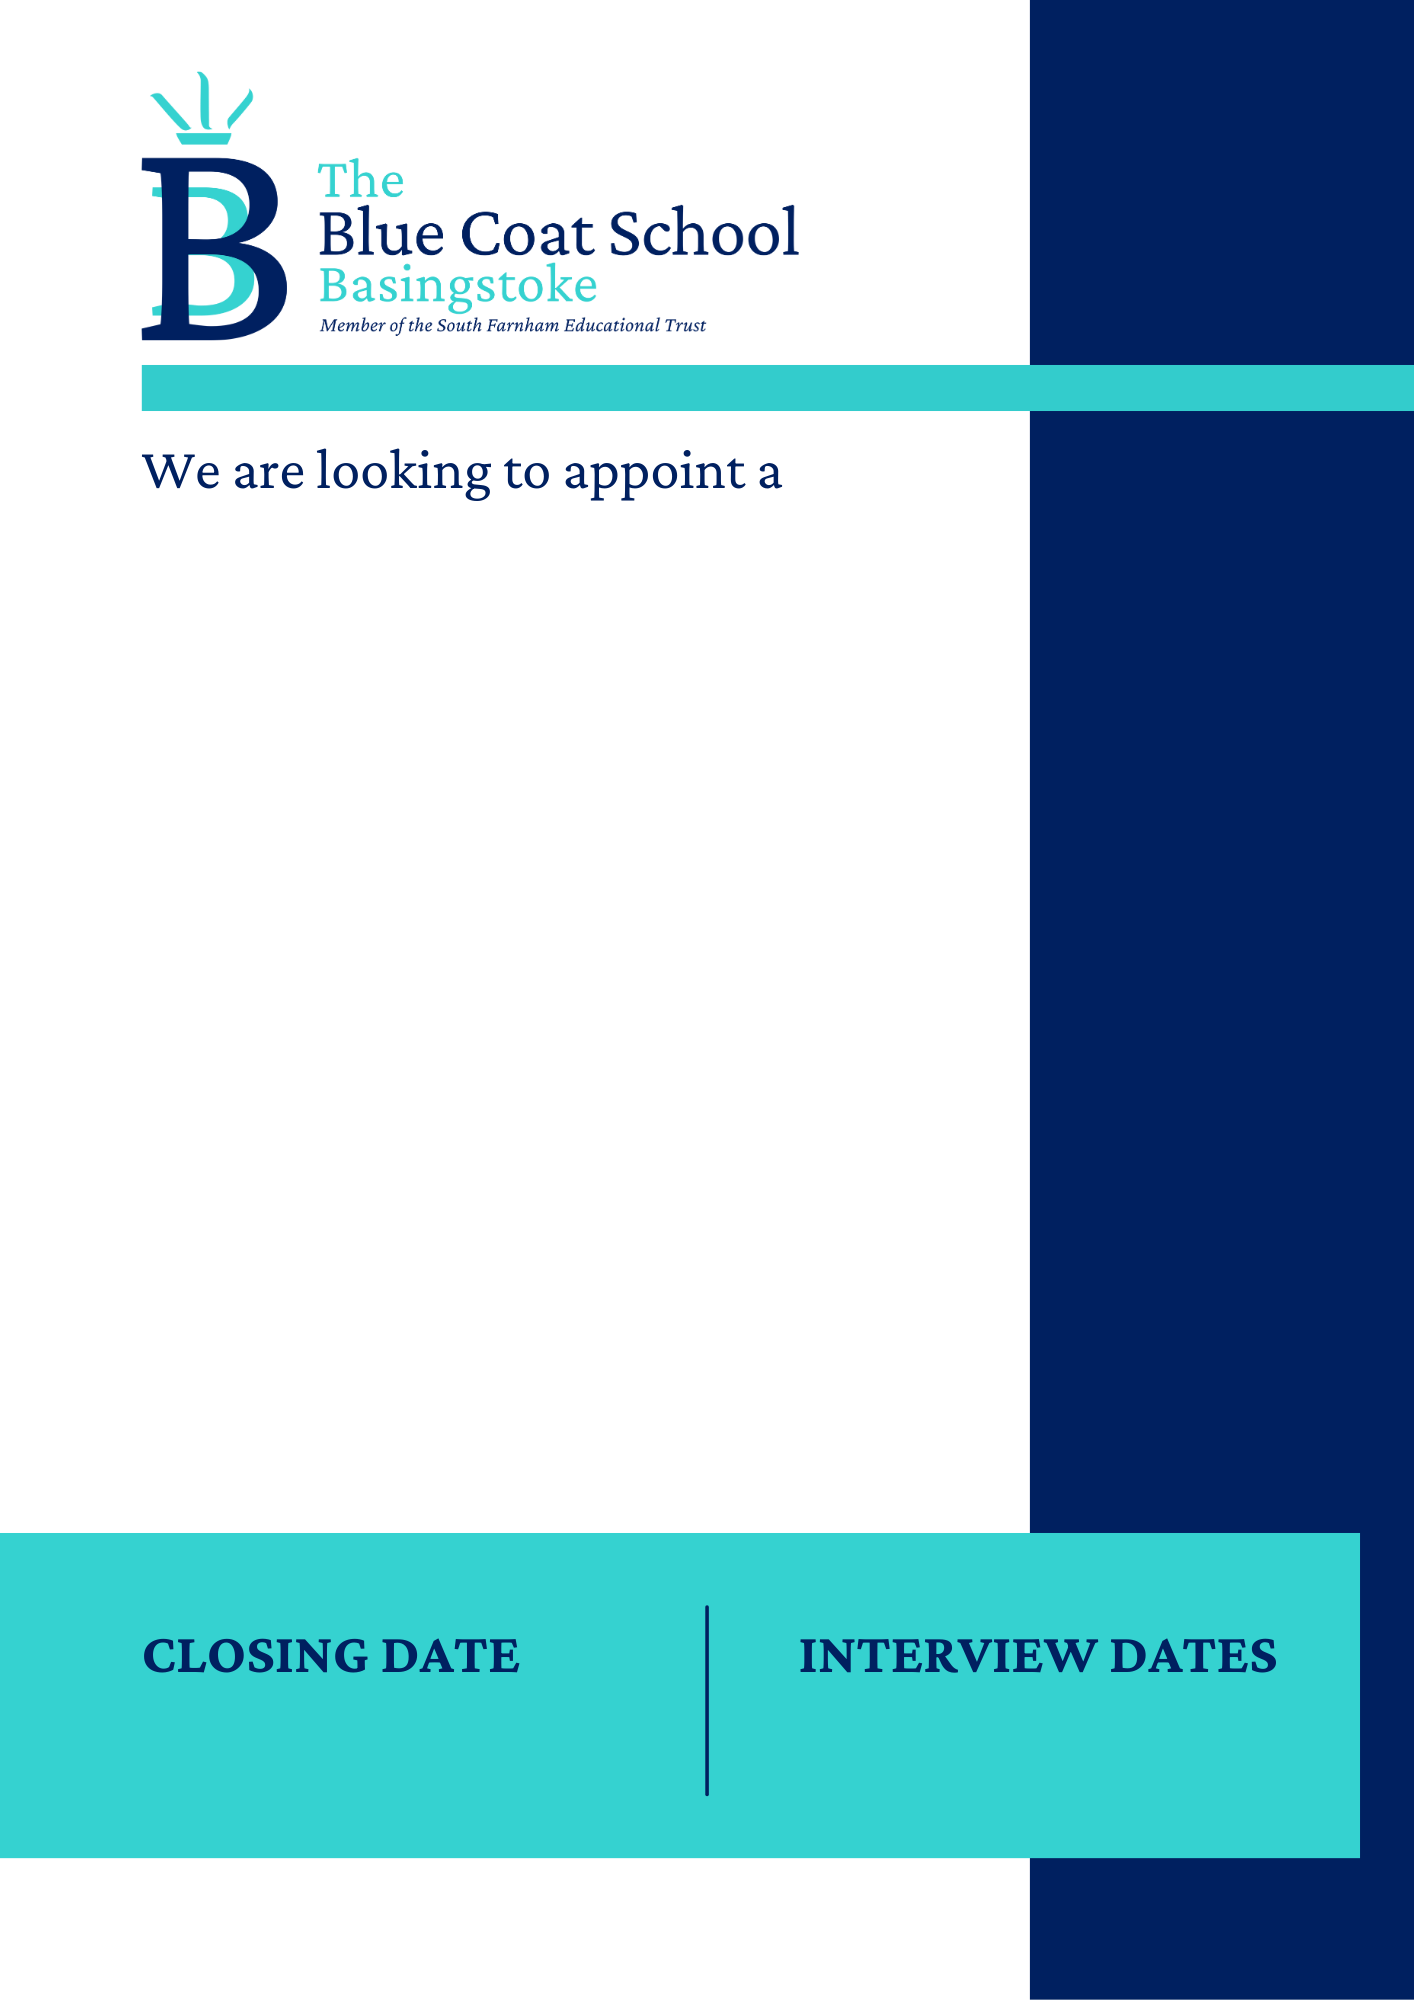 B
The
Blue Coat School
Basingstoke
Member of the South Farnham Educational Trust
We are looking to appoint a
CLOSING DATE
INTERVIEW DATES